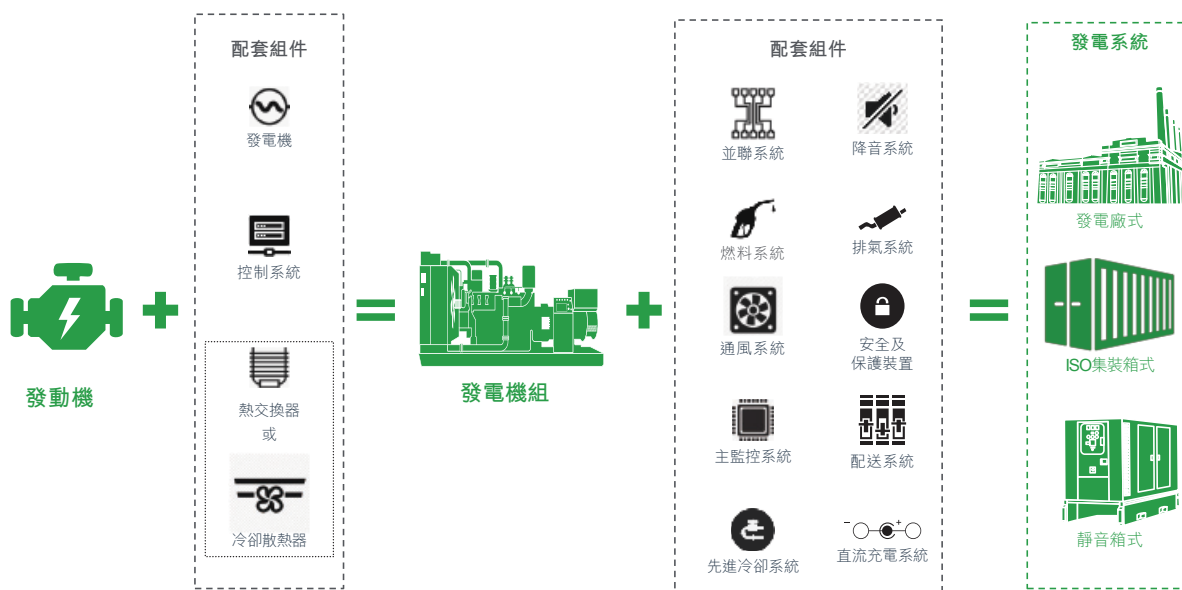 發動機
配套組件
發電機
控制系統
熱交換器
或
冷卻散熱器
發電機組
配套組件
並聯系統
降音系統
燃料系統
排氣系統
通風系統
安全及
保護裝置
主監控系統
配送系統
先進冷卻系統
直流充電系統
發電系統
發電廠式
ISO集裝箱式
靜音箱式